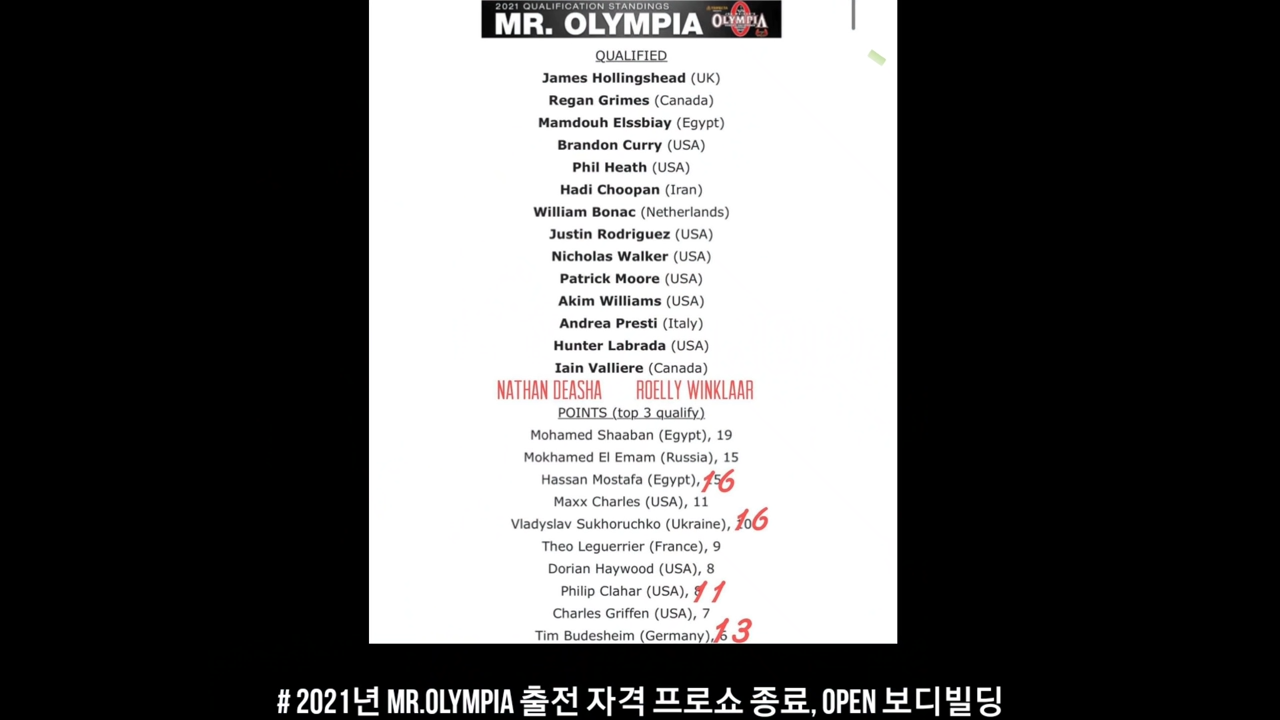 2021 QUALIFICATION STANDINGS
MR. OLYMPIA OLYMPIA
QUALIFIED
James Hollingshead (UK)
Regan Grimes (Canada)
Mamdouh Elssbiay (Egypt)
Brandon Curry (USA)
Phil Heath (USA)
Hadi Choopan (Iran)
William Bonac (Netherlands)
Justin Rodriguez (USA)
Nicholas Walker (USA)
Patrick Moore (USA)
Akim Williams (USA)
Andrea Presti (Italy)
Hunter Labrada (USA)
Iain Valliere (Canada)
NATHAN DEASHA ROELLY WINKLAAR
POINTS (top 3 qualify)
Mohamed Shaaban (Egypt), 19
Mokhamed El Emam (Russia), 15
Hassan Mostafa (Egypt), 16
Maxx Charles (USA), 11
Vladyslav Sukhoruchko (Ukraine), 16
Theo Leguerrier (France), 9
Dorian Haywood (USA), 8
Philip Clahar (USA), 11
Charles Griffen (USA), 7
Tim Budesheim (Germany), 13
# 2021년 MR.OLYMPIA 출전 자격 프로쇼 종료, OPEN 보디빌딩